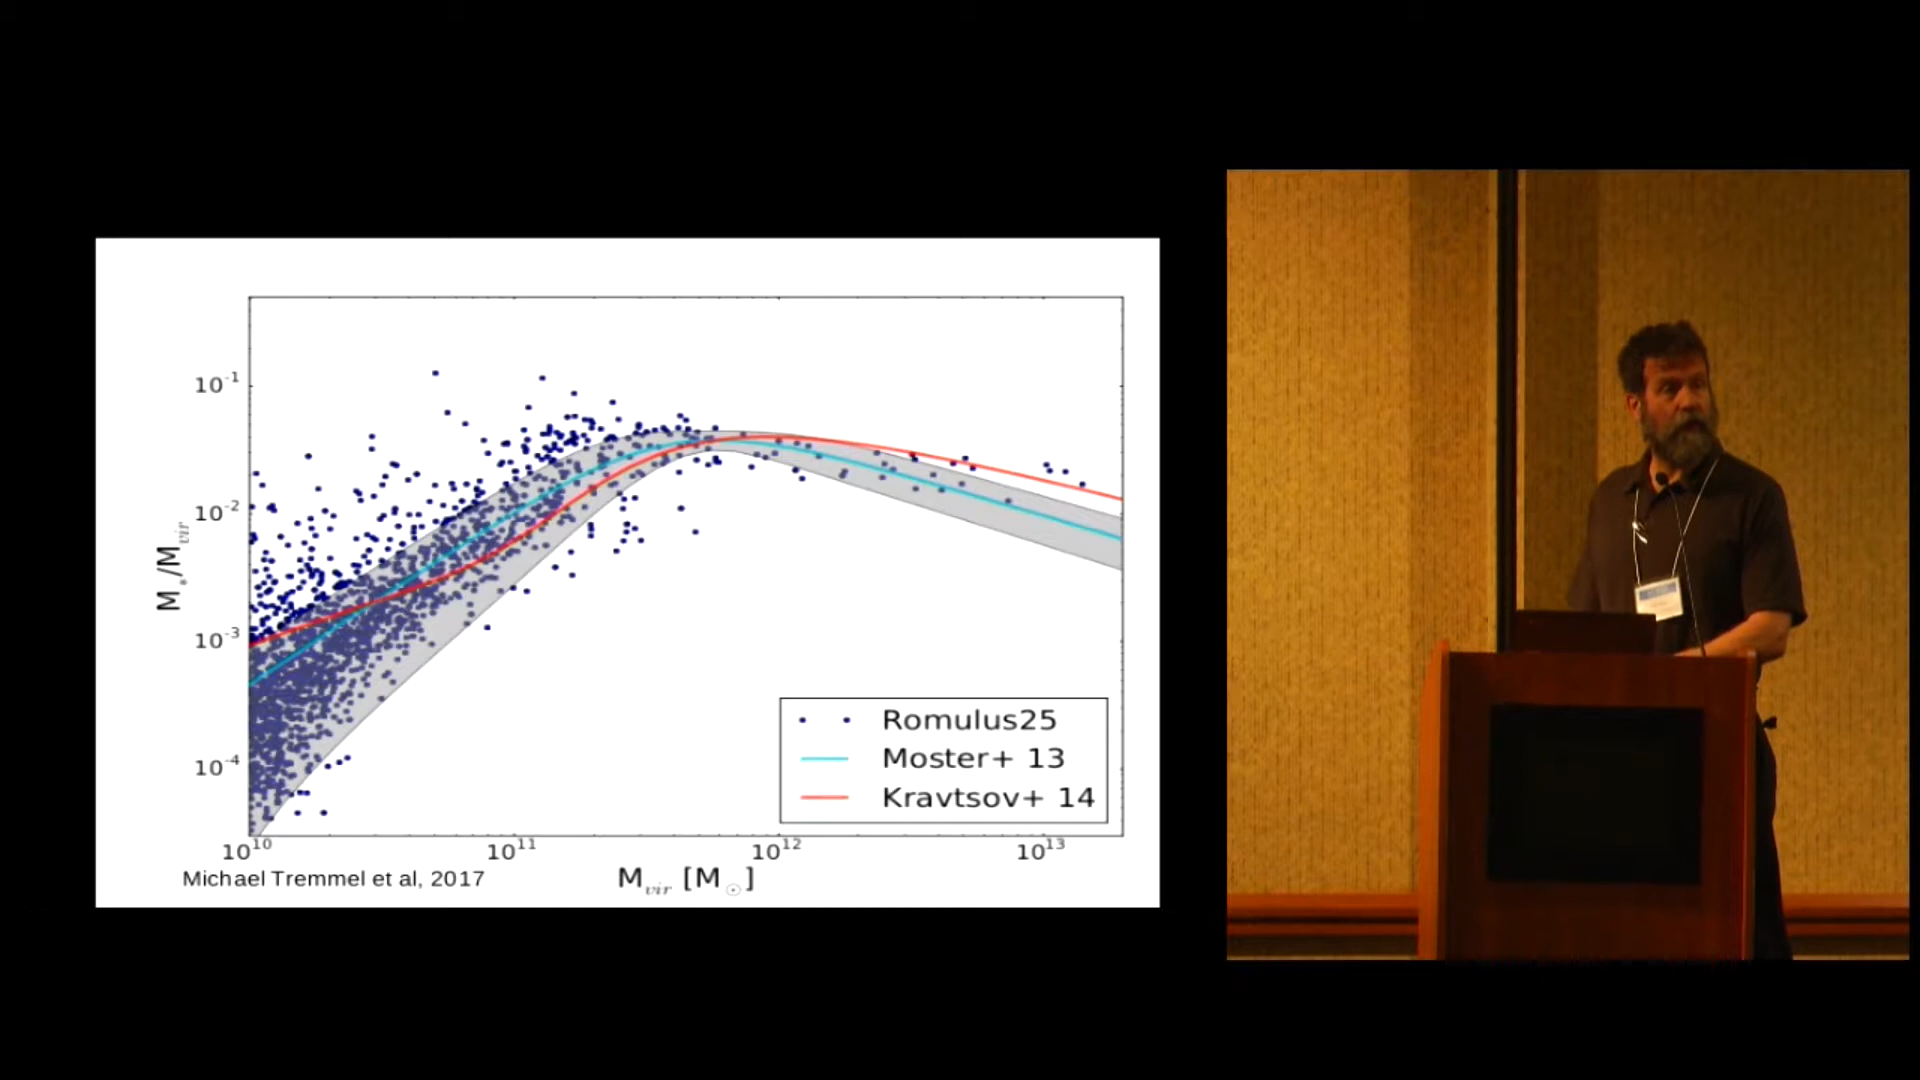 10⁻¹
10⁻²
10⁻³
10⁻⁴
M*/Mvir
10¹⁰ 10¹¹ 10¹² 10¹³
Mvir [M☉]
Romulus25
Moster+ 13
Kravtsov+ 14
Michael Tremmel et al, 2017